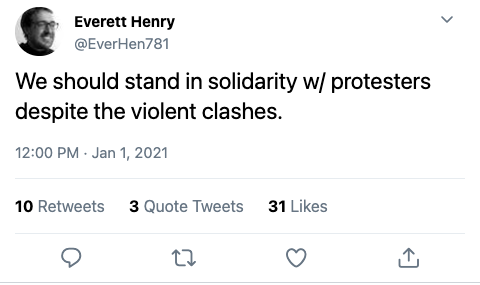 Everett Henry
@EverHen781
We should stand in solidarity w/ protesters
despite the violent clashes.
12:00 PM · Jan 1, 2021
10 Retweets 3 Quote Tweets 31 Likes